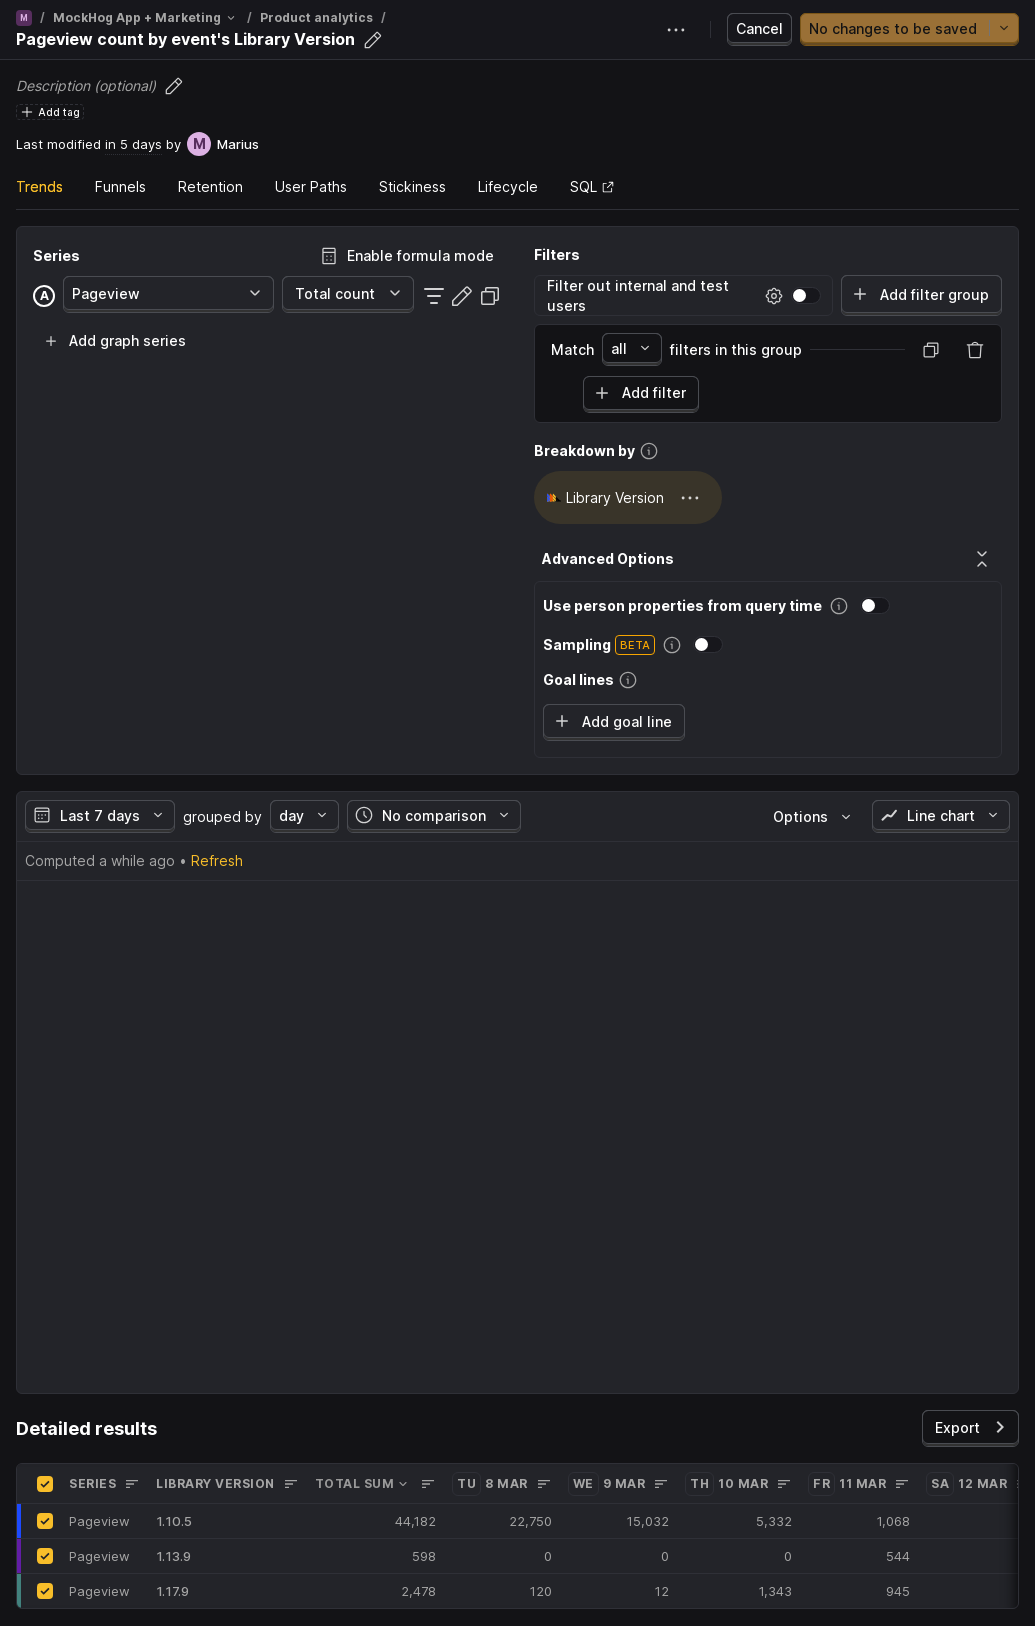 M / MockHog App + Marketing / Product analytics /
Pageview count by event's Library Version
Cancel
No changes to be saved
Description (optional)
Add tag
Last modified in 5 days by M Marius
Trends Funnels Retention User Paths Stickiness Lifecycle SQL
Series
Enable formula mode
A Pageview Total count
Add graph series
Filters
Filter out internal and test users
Add filter group
Match all filters in this group
Add filter
Breakdown by
Library Version
Advanced Options
Use person properties from query time
Sampling BETA
Goal lines
Add goal line
Last 7 days grouped by day No comparison Options Line chart
Computed a while ago • Refresh
Detailed results
Export
SERIES LIBRARY VERSION TOTAL SUM TU 8 MAR WE 9 MAR TH 10 MAR FR 11 MAR SA 12 MAR
Pageview 1.10.5 44,182 22,750 15,032 5,332 1,068
Pageview 1.13.9 598 0 0 0 544
Pageview 1.17.9 2,478 120 12 1,343 945